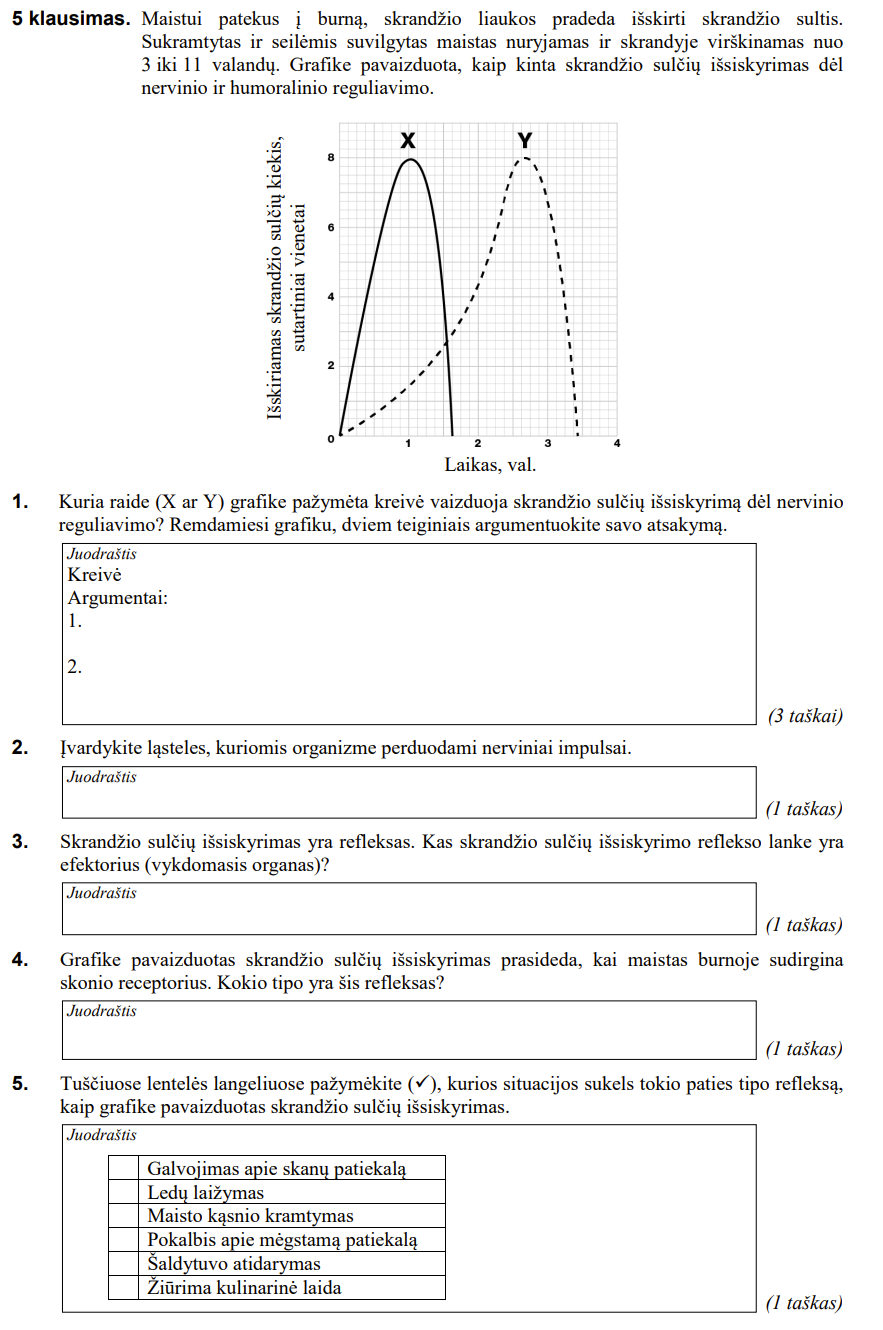 5 klausimas. Maistui patekus į burną, skrandžio liaukos pradeda išskirti skrandžio sultis.
Sukramtytas ir seilėmis suvilgytas maistas nuryjamas ir skrandyje virškinamas nuo
3 iki 11 valandų. Grafike pavaizduota, kaip kinta skrandžio sulčių išsiskyrimas dėl
nervinio ir humoralinio reguliavimo.
Išskiriamas skrandžio sulčių kiekis,
sutartiniai vienetai
X
Y
8
6
4
2
0
1
2
3
4
Laikas, val.
1. Kuria raide (X ar Y) grafike pažymėta kreivė vaizduoja skrandžio sulčių išsiskyrimą dėl nervinio
reguliavimo? Remdamiesi grafiku, dviem teiginiais argumentuokite savo atsakymą.
Juodraštis
Kreivė
Argumentai:
1.
2.
(3 taškai)
2. Įvardykite ląsteles, kuriomis organizme perduodami nerviniai impulsai.
Juodraštis
(1 taškas)
3. Skrandžio sulčių išsiskyrimas yra refleksas. Kas skrandžio sulčių išsiskyrimo reflekso lanke yra
efektorius (vykdomasis organas)?
Juodraštis
(1 taškas)
4. Grafike pavaizduotas skrandžio sulčių išsiskyrimas prasideda, kai maistas burnoje sudirgina
skonio receptorius. Kokio tipo yra šis refleksas?
Juodraštis
(1 taškas)
5. Tuščiuose lentelės langeliuose pažymėkite (✓), kurios situacijos sukels tokio paties tipo refleksą,
kaip grafike pavaizduotas skrandžio sulčių išsiskyrimas.
Juodraštis
Galvojimas apie skanų patiekalą
Ledų laižymas
Maisto kąsnio kramtymas
Pokalbis apie mėgstamą patiekalą
Šaldytuvo atidarymas
Žiūrima kulinarinė laida
(1 taškas)